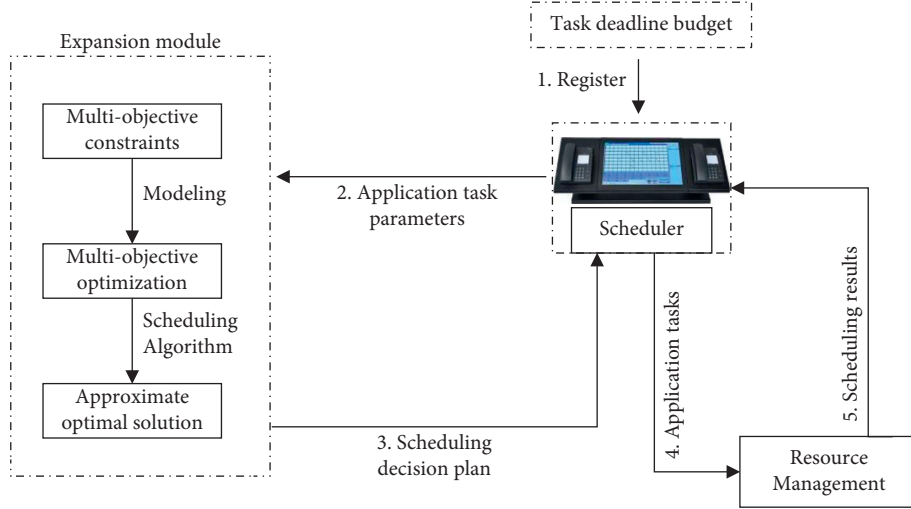 Task deadline budget
Expansion module
1. Register
Multi-objective
constraints
Modeling
2. Application task
parameters
Scheduler
Multi-objective
optimization
Scheduling
Algorithm
Approximate
optimal solution
3. Scheduling
decision plan
4. Application tasks
5. Scheduling results
Resource
Management